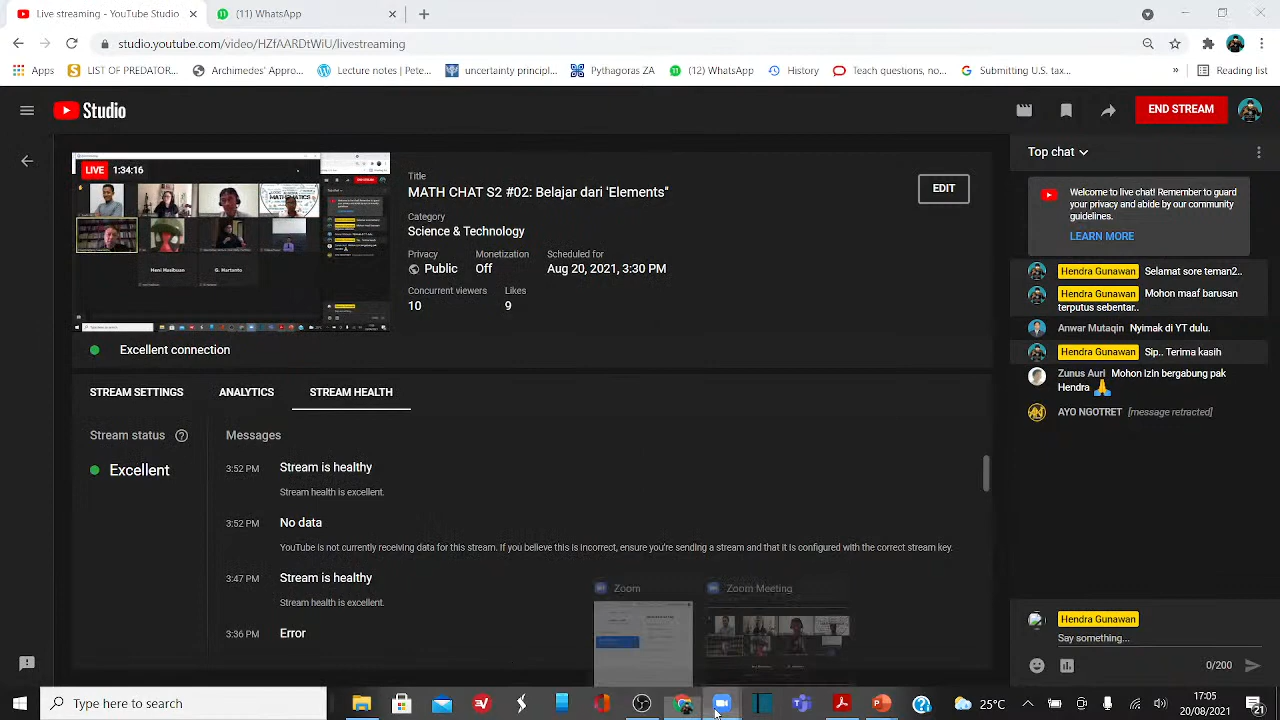 Live streaming - YouTube Studio
(11) WhatsApp
studio.youtube.com/video/HZfAARDtWiU/livestreaming
Apps
LIST OF PREDATOR...
Archimedes' Appro...
Lecture notes | Pete...
uncertainty principl...
Pythagoras ZA
(12) WhatsApp
History
Teach questions, no...
Submitting U.S. tax...
»
Reading list
Studio
END STREAM
LIVE 1:34:16
Heni Hasibuan
G. Hartanto
Title
MATH CHAT S2 #02: Belajar dari 'Elements"
EDIT
Category
Science & Technology
Privacy Monetization Scheduled for
Public Off Aug 20, 2021, 3:30 PM
Concurrent viewers Likes
10 9
Excellent connection
STREAM SETTINGS ANALYTICS STREAM HEALTH
Stream status
Excellent
Messages
3:52 PM Stream is healthy
Stream health is excellent.
3:52 PM No data
YouTube is not currently receiving data for this stream. If you believe this is incorrect, ensure you're sending a stream and that it is configured with the correct stream key.
3:47 PM Stream is healthy
Stream health is excellent.
3:36 PM Error
Zoom
Zoom Meeting
Top chat
Welcome to live chat! Remember to guard
your privacy and abide by our community
guidelines.
LEARN MORE
Hendra Gunawan Selamat sore teman2..
Hendra Gunawan Mohon maaf barusan
terputus sebentar..
Ammar Mutaqin Nyimak di YT dulu.
Hendra Gunawan Sip.. Terima kasih
Zunus Auri Mohon Izin bergabung pak
Hendra 🙏
AYO NGOTRET [message retracted]
Hendra Gunawan
Say something...
0/200
Type here to search
25°C
17:05
20/08/2021
21